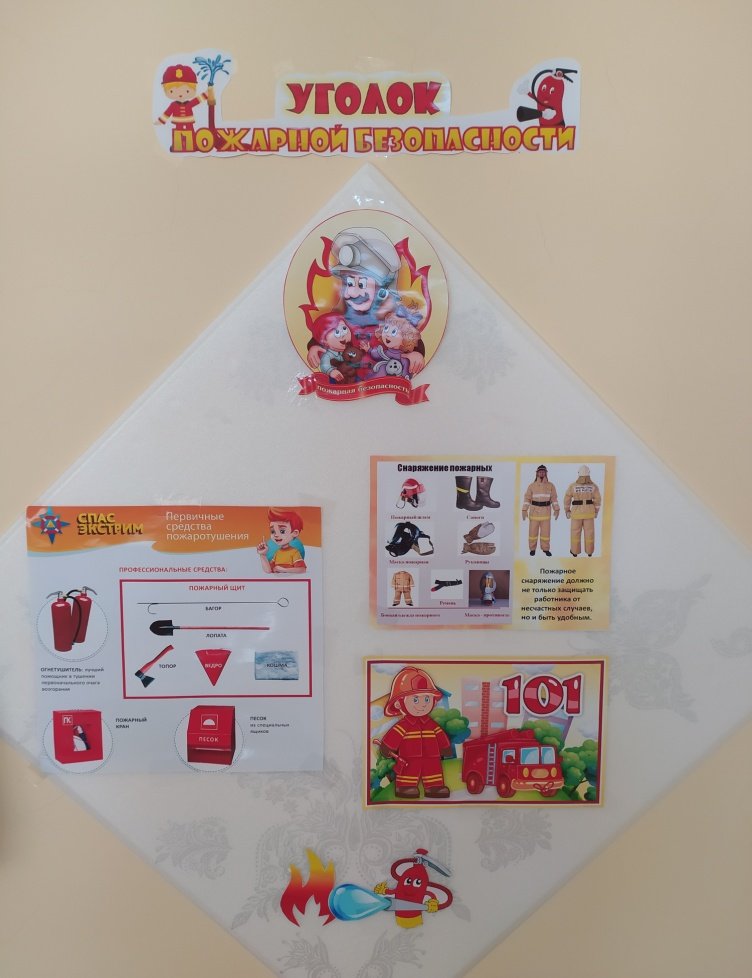 УГОЛОК
ПОЖАРНОЙ БЕЗОПАСНОСТИ
пожарная безопасность
Снаряжение пожарных
Пожарный шлем
Сапоги
Маска пожарная
Рукавицы
Боевая одежда пожарного
Ремень
Маска - противогаз
Пожарное
снаряжение должно
не только защищать
работника от
несчастных случаев,
но и быть удобным.
СПАС
ЭКСТРИМ
Первичные
средства
пожаротушения
ПРОФЕССИОНАЛЬНЫЕ СРЕДСТВА:
ПОЖАРНЫЙ ЩИТ
БАГОР
ЛОПАТА
ТОПОР
ВЕДРО
КОШМА
ОГНЕТУШИТЕЛЬ- лучший
помощник в тушении
первоначального очага
возгорания
ПК
ПОЖАРНЫЙ
КРАН
ПЕСОК
ПЕСОК
из специальных
ящиков
101